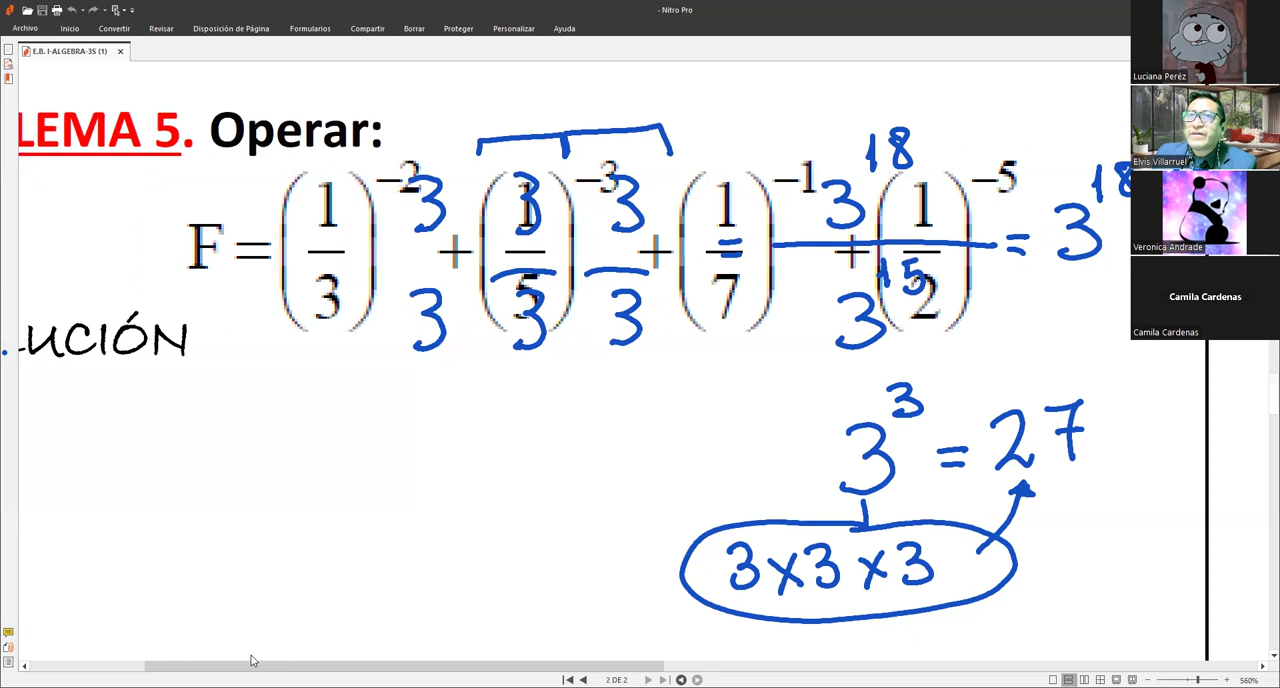 - Nitro Pro
Archivo Inicio Convertir Revisar Disposición de Página Formularios Compartir Borrar Proteger Personalizar Ayuda
E.B. I-ALGEBRA-3S (1)
LEMA 5. Operar:
F = (1/3)^-2 + (1/5)^-3 + (1/7)^-1 + (1/2)^-5
3 3 3 = 3^18 = 3^18
3 3 3 3^15
UCIÓN
3^3 = 27
3x3x3
Luciana Peréz
Elvis Villarruel
Veronica Andrade
Camila Cardenas
Camila Cardenas
2 DE 2
560%